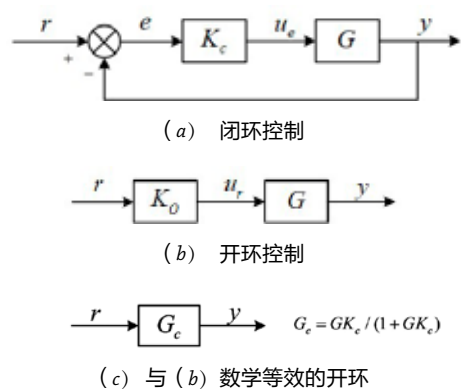 r e K_c u_e G y
+ −
(a) 闭环控制
r K_0 u_r G y
(b) 开环控制
r G_c y G_c = GK_c / (1 + GK_c)
(c) 与(b) 数学等效的开环